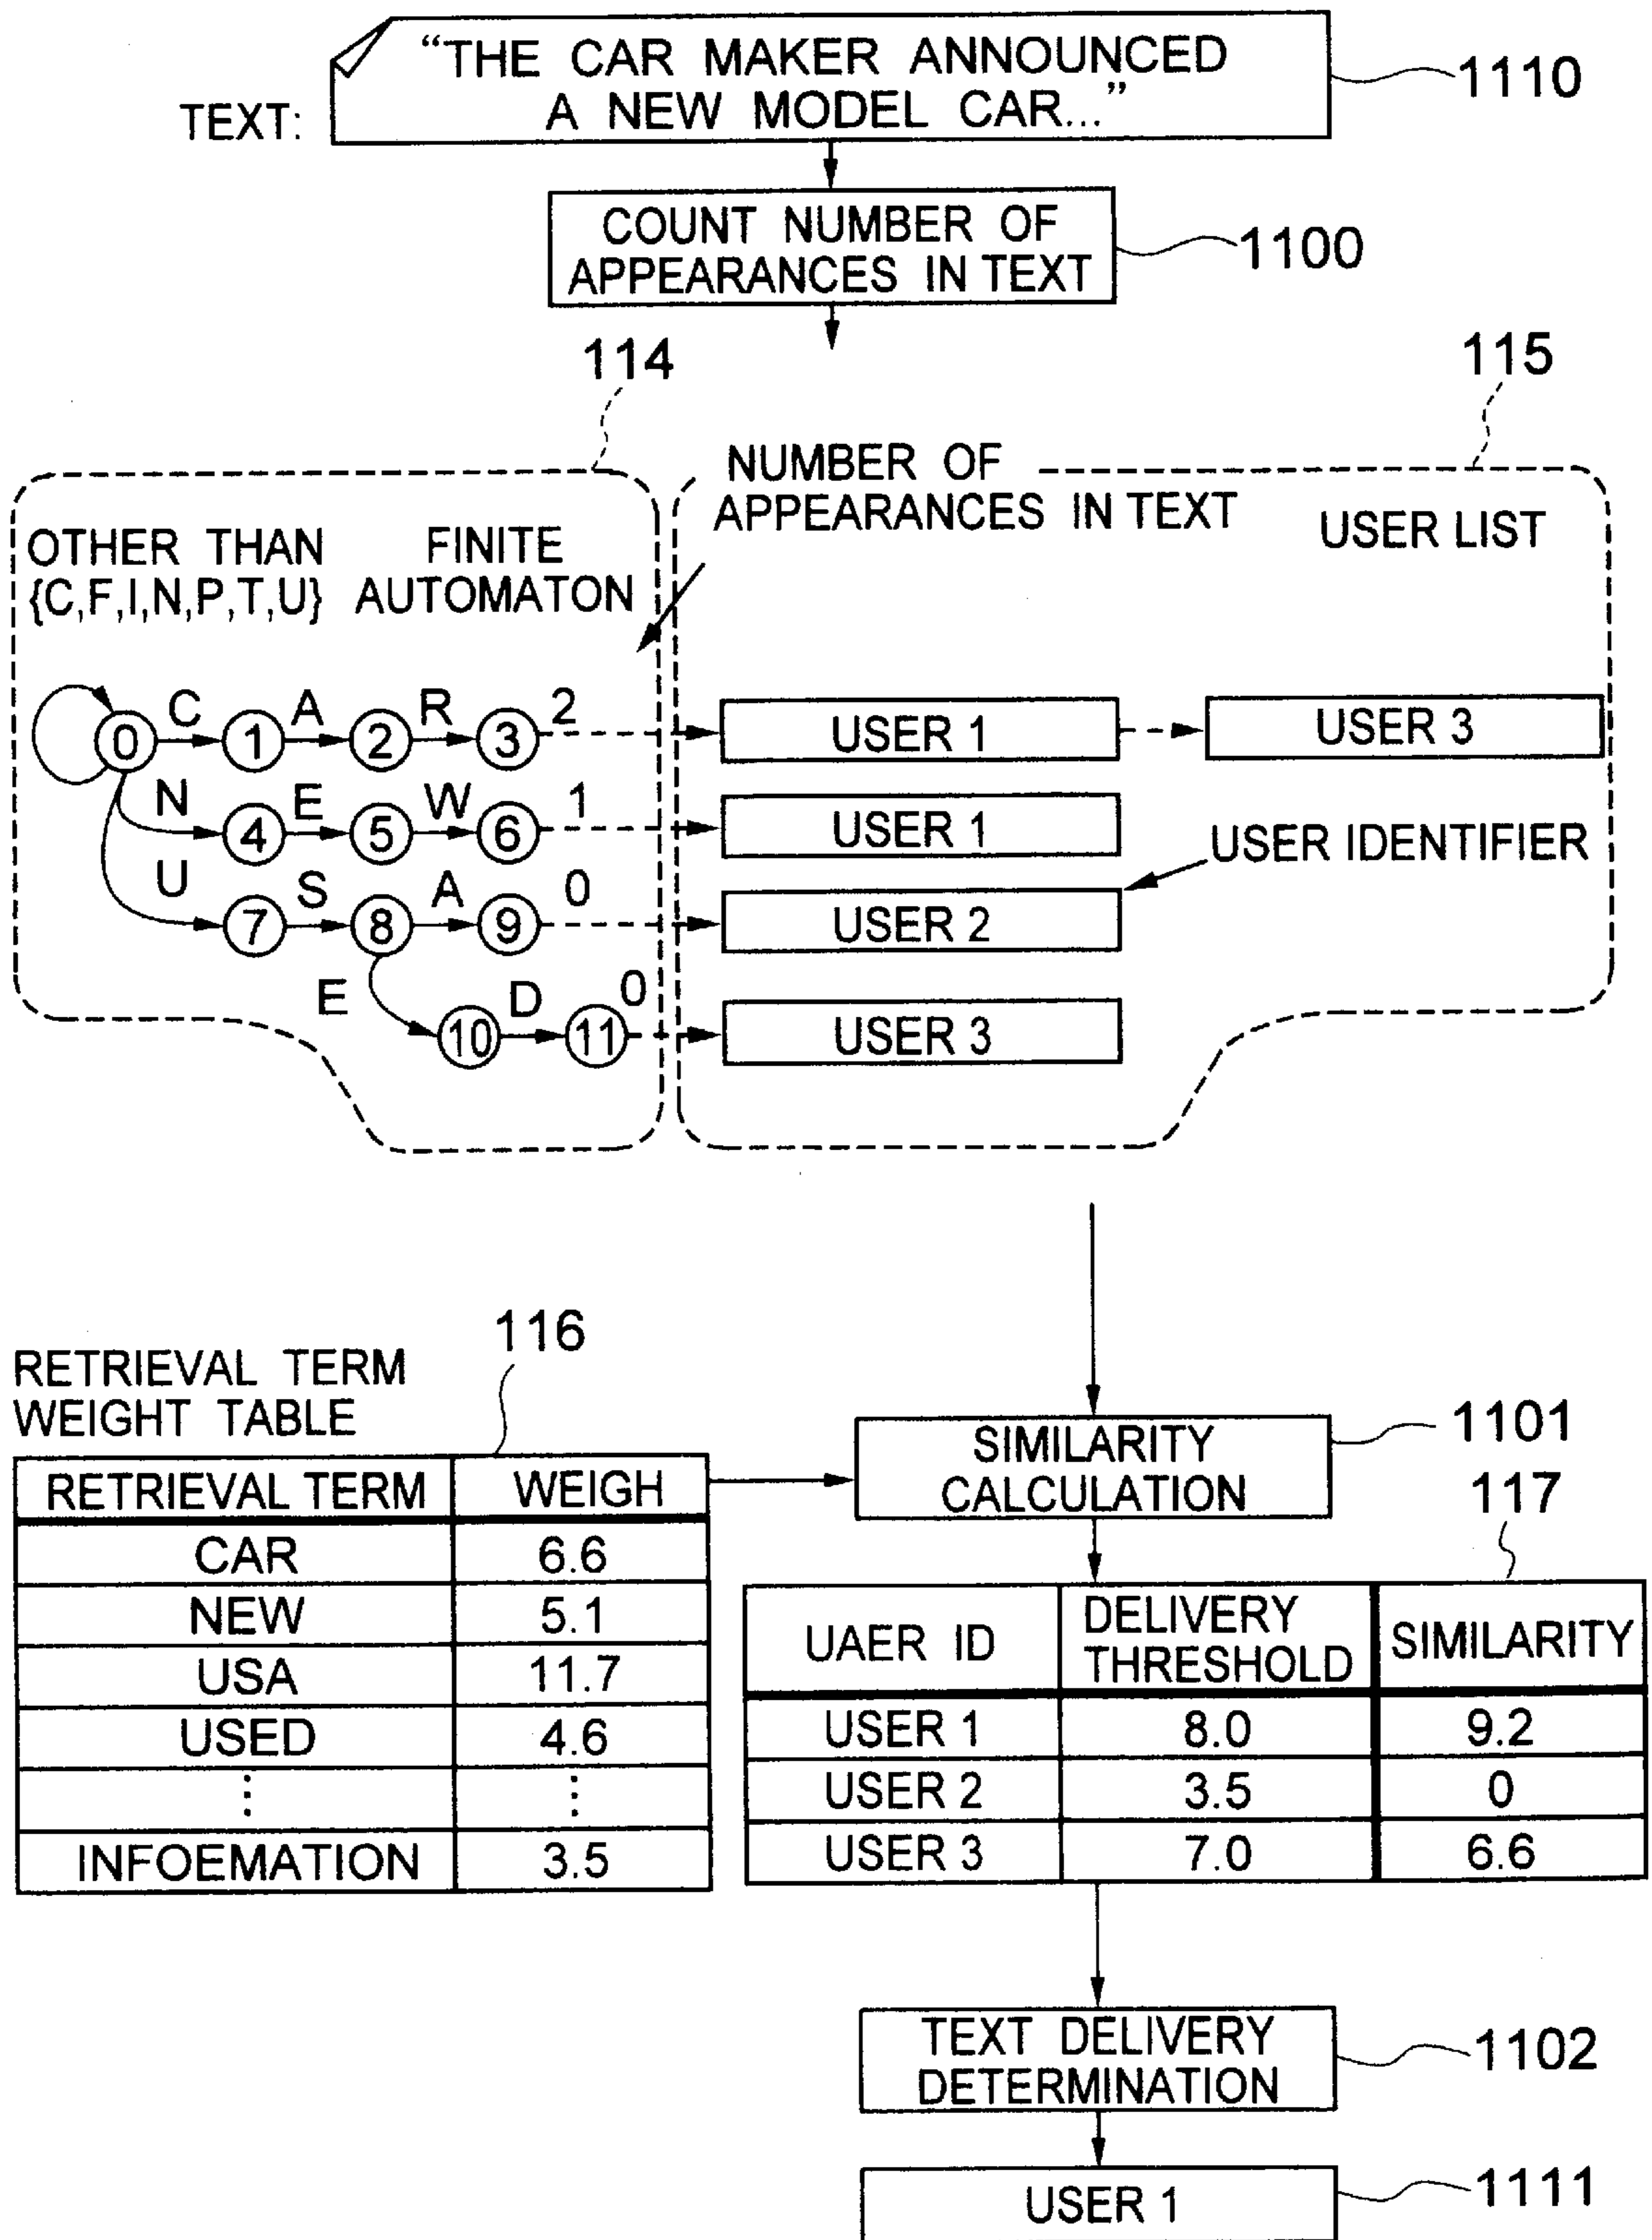 “THE CAR MAKER ANNOUNCED
A NEW MODEL CAR...”
TEXT:
1110
COUNT NUMBER OF
APPEARANCES IN TEXT
1100
114
115
NUMBER OF
APPEARANCES IN TEXT
USER LIST
OTHER THAN
{C,F,I,N,P,T,U}
FINITE
AUTOMATON
0 C 1 A 2 R 3 2
USER 1
USER 3
N 4 E 5 W 6 1
USER 1
USER IDENTIFIER
U 7 S 8 A 9 0
USER 2
E 10 D 11 0
USER 3
116
RETRIEVAL TERM
WEIGHT TABLE
RETRIEVAL TERM WEIGH
CAR 6.6
NEW 5.1
USA 11.7
USED 4.6
⋮ ⋮
INFOEMATION 3.5
SIMILARITY
CALCULATION
1101
117
UAER ID DELIVERY THRESHOLD SIMILARITY
USER 1 8.0 9.2
USER 2 3.5 0
USER 3 7.0 6.6
TEXT DELIVERY
DETERMINATION
1102
USER 1
1111